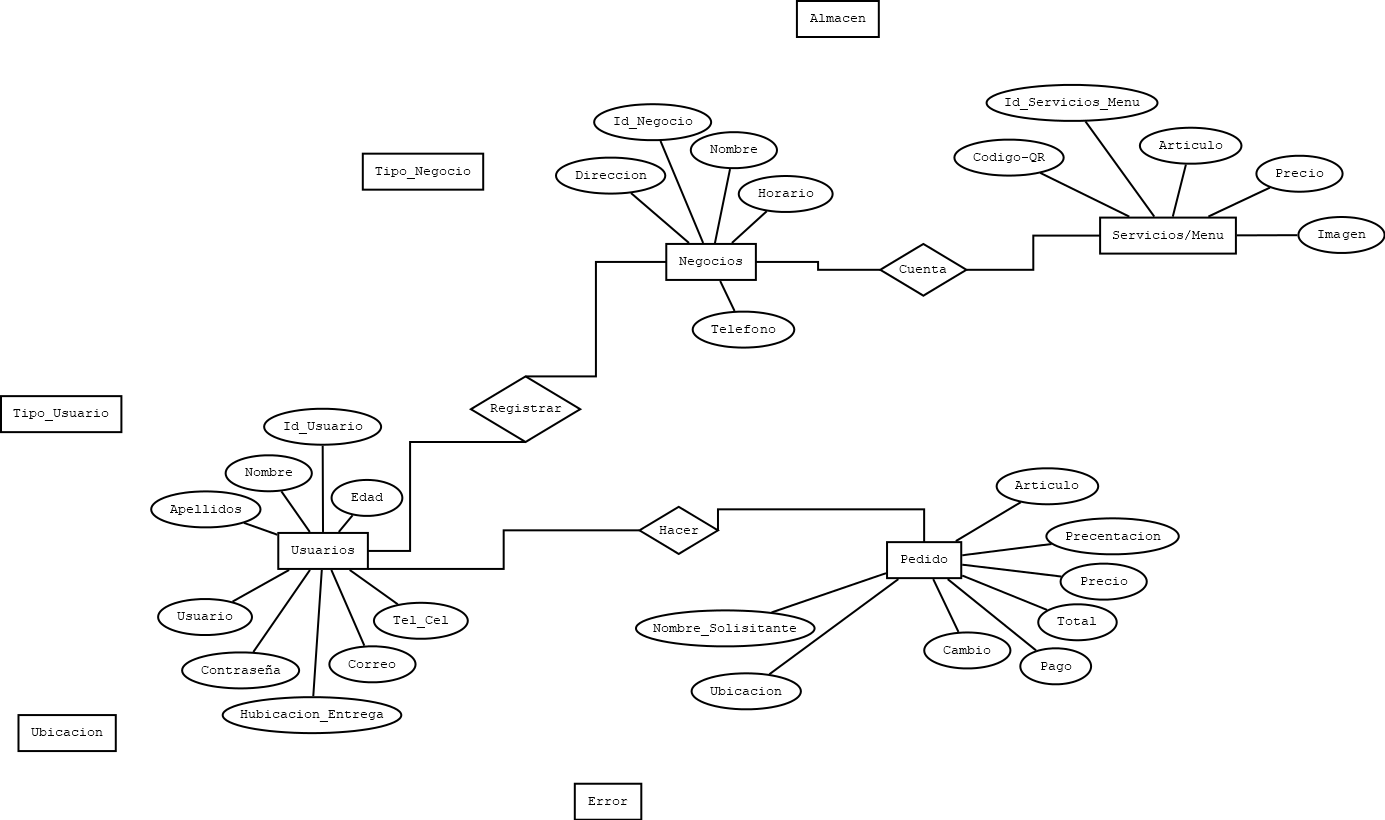 Almacen
Id_Servicios_Menu
Id_Negocio
Articulo
Nombre
Codigo-QR
Tipo_Negocio
Direccion
Precio
Horario
Servicios/Menu
Imagen
Negocios
Cuenta
Telefono
Registrar
Tipo_Usuario
Id_Usuario
Nombre
Articulo
Edad
Apellidos
Hacer
Precentacion
Usuarios
Pedido
Precio
Usuario
Tel_Cel
Total
Nombre_Solisitante
Cambio
Correo
Pago
Contraseña
Ubicacion
Hubicacion_Entrega
Ubicacion
Error